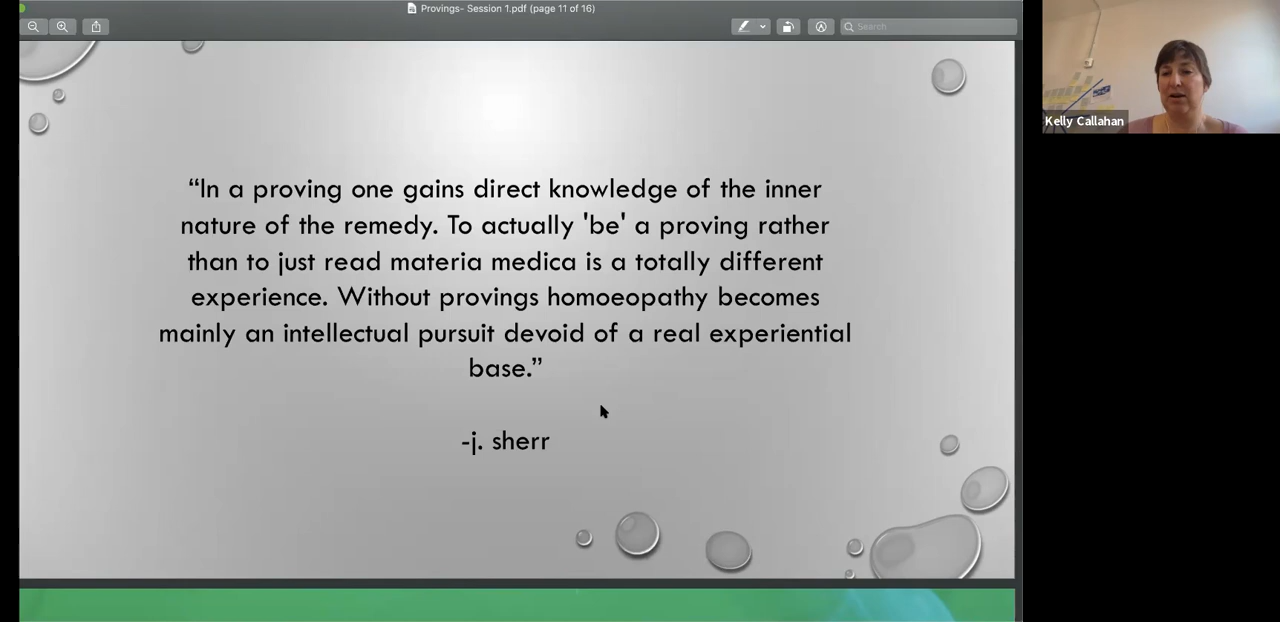 Provings- Session 1.pdf (page 11 of 16)
Search
“In a proving one gains direct knowledge of the inner
nature of the remedy. To actually 'be' a proving rather
than to just read materia medica is a totally different
experience. Without provings homoeopathy becomes
mainly an intellectual pursuit devoid of a real experiential
base.”
-j. sherr
Kelly Callahan